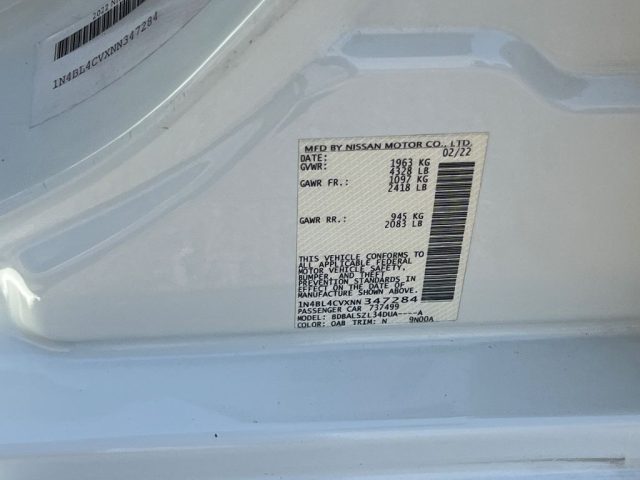 2022 N
1N4BL4CVXNN347284
MFD BY NISSAN MOTOR CO., LTD.
DATE: 02/22
GVWR: 1963 KG
4328 LB
GAWR FR.: 1097 KG
2418 LB
GAWR RR.: 945 KG
2083 LB
THIS VEHICLE CONFORMS TO
ALL APPLICABLE FEDERAL
MOTOR VEHICLE SAFETY,
BUMPER, AND THEFT
PREVENTION STANDARDS
IN EFFECT ON THE DATE OF
MANUFACTURE SHOWN ABOVE.
1N4BL4CVXNN347284
PASSENGER CAR 737499
MODEL: BDBALSZL34DUA----A
COLOR: QAB TRIM: N 9N00A